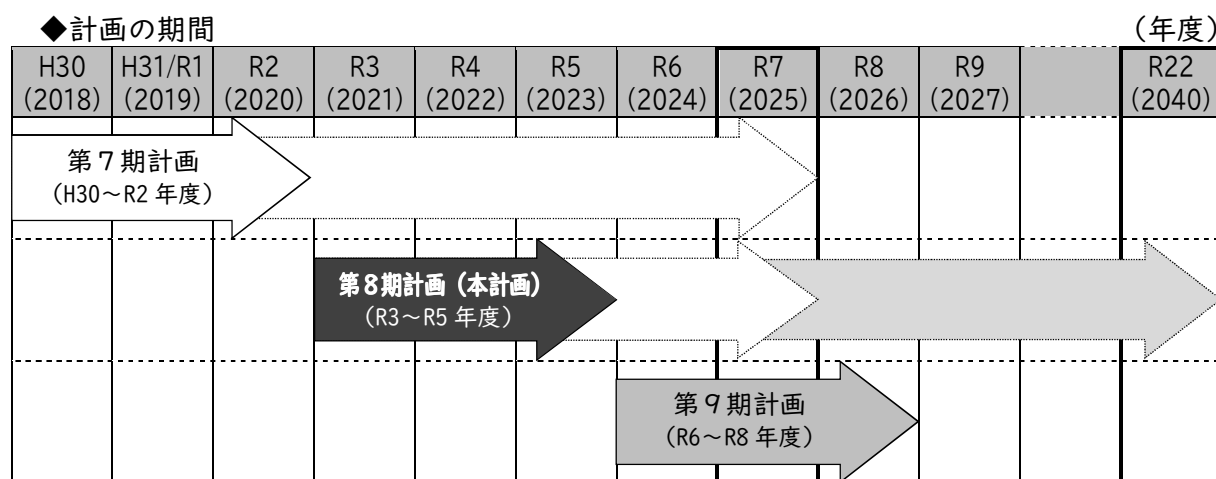 ◆計画の期間
（年度）
H30 H31/R1 R2 R3 R4 R5 R6 R7 R8 R9 R22
(2018) (2019) (2020) (2021) (2022) (2023) (2024) (2025) (2026) (2027) (2040)
第７期計画
（H30～R2 年度）
第８期計画（本計画）
（R3～R5 年度）
第９期計画
（R6～R8 年度）